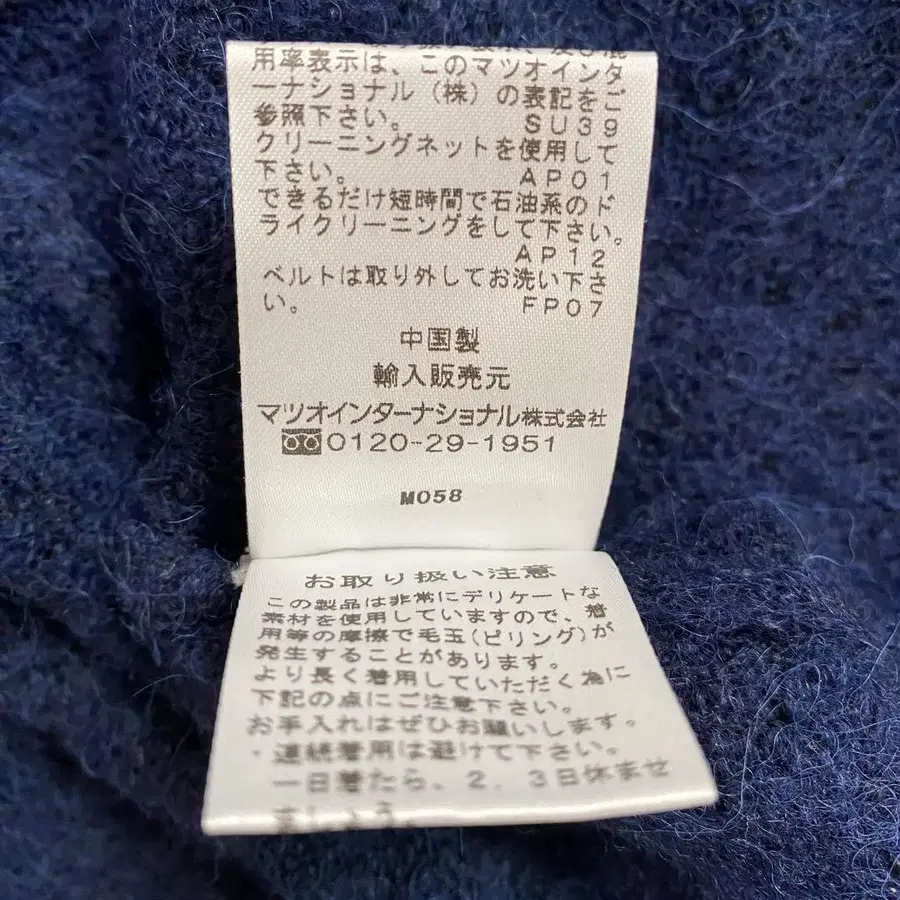 用率表示は、このマツオインタ
ーナショナル(株)の表記をご
参照下さい。 SU39
クリーニングネットを使用して
下さい。 AP01
できるだけ短時間で石油系のド
ライクリーニングをして下さい。
AP12
ベルトは取り外してお洗い下さ
い。 FP07
中国製
輸入販売元
マツオインターナショナル株式会社
0120-29-1951
M058
お取り扱い注意
この製品は非常にデリケートな
素材を使用していますので、着
用等の摩擦で毛玉(ピリング)が
発生することがあります。
より長く着用していただく為に
下記の点にご注意下さい。
お手入れはぜひお願いします。
・連続着用は避けて下さい。
一日着たら、2、3日休ませ
ましょう。